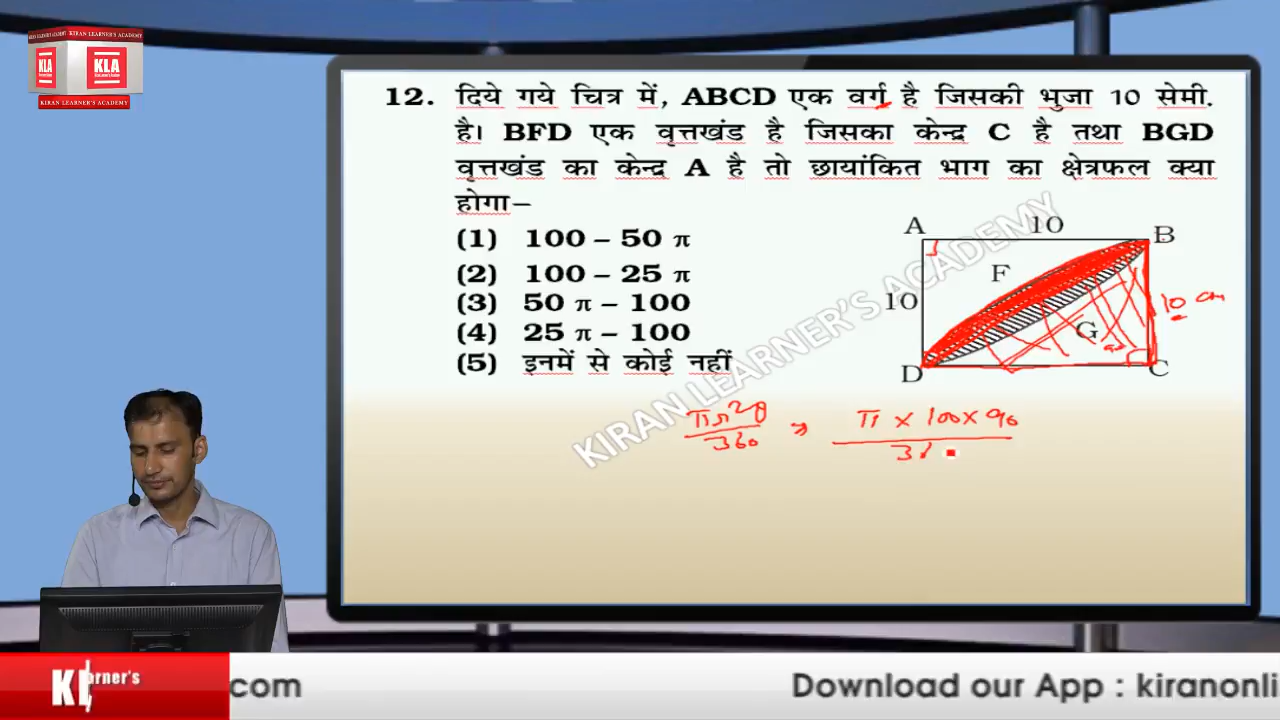 KIRAN LEARNER'S ACADEMY
KLA
KLA
KIRAN LEARNER'S ACADEMY
12. दिये गये चित्र में, ABCD एक वर्ग है जिसकी भुजा 10 सेमी.
है। BFD एक वृत्तखंड है जिसका केन्द्र C है तथा BGD
वृत्तखंड का केन्द्र A है तो छायांकित भाग का क्षेत्रफल क्या
होगा–
(1) 100 – 50 π
(2) 100 – 25 π
(3) 50 π – 100
(4) 25 π – 100
(5) इनमें से कोई नहीं
A 10 B
F
10 10 cm
G
D C
πr²θ/360 ⇒ π × 100 × 90
KIRAN LEARNER'S ACADEMY
.com Download our App : kiranonli